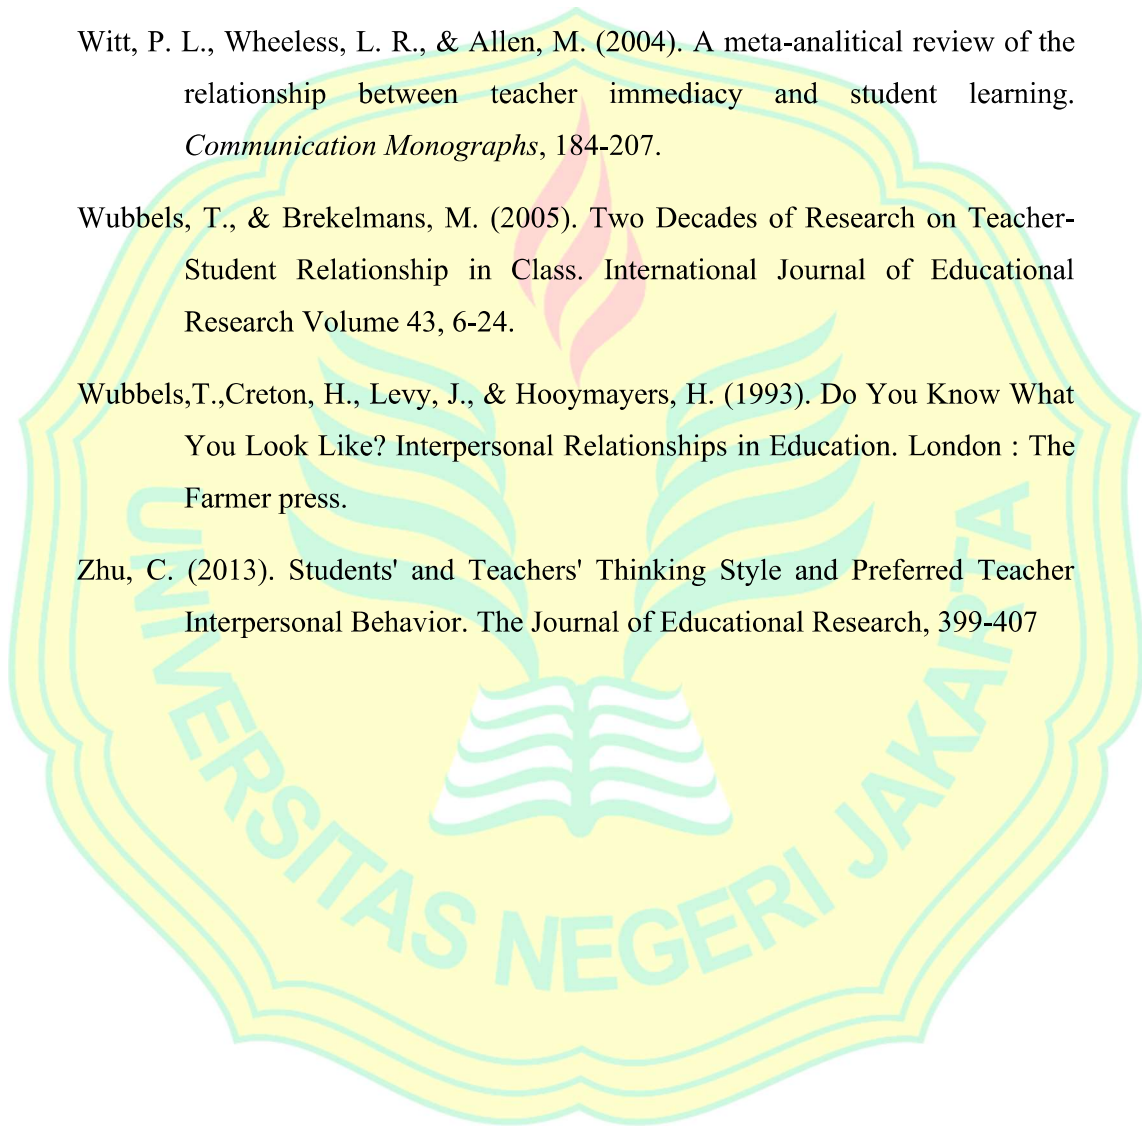 Witt, P. L., Wheeless, L. R., & Allen, M. (2004). A meta-analitical review of the
relationship between teacher immediacy and student learning.
Communication Monographs, 184-207.
Wubbels, T., & Brekelmans, M. (2005). Two Decades of Research on Teacher-
Student Relationship in Class. International Journal of Educational
Research Volume 43, 6-24.
Wubbels,T.,Creton, H., Levy, J., & Hooymayers, H. (1993). Do You Know What
You Look Like? Interpersonal Relationships in Education. London : The
Farmer press.
Zhu, C. (2013). Students' and Teachers' Thinking Style and Preferred Teacher
Interpersonal Behavior. The Journal of Educational Research, 399-407
UNIVERSITAS NEGERI JAKARTA